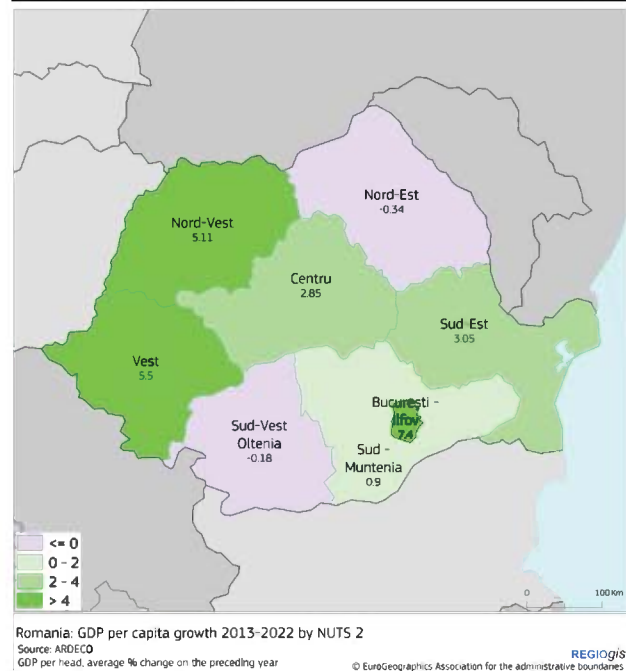 Nord-Est
-0.34
Nord-Vest
5.11
Centru
2.85
Sud-Est
3.05
Vest
5.5
București -
Ilfov
7.4
Sud-Vest
Oltenia
-0.18
Sud -
Muntenia
0.9
<= 0
0 - 2
2 - 4
> 4
0 100 Km
Romania: GDP per capita growth 2013-2022 by NUTS 2
Source: ARDECO
GDP per head, average % change on the preceding year
REGIOgis
© EuroGeographics Association for the administrative boundaries